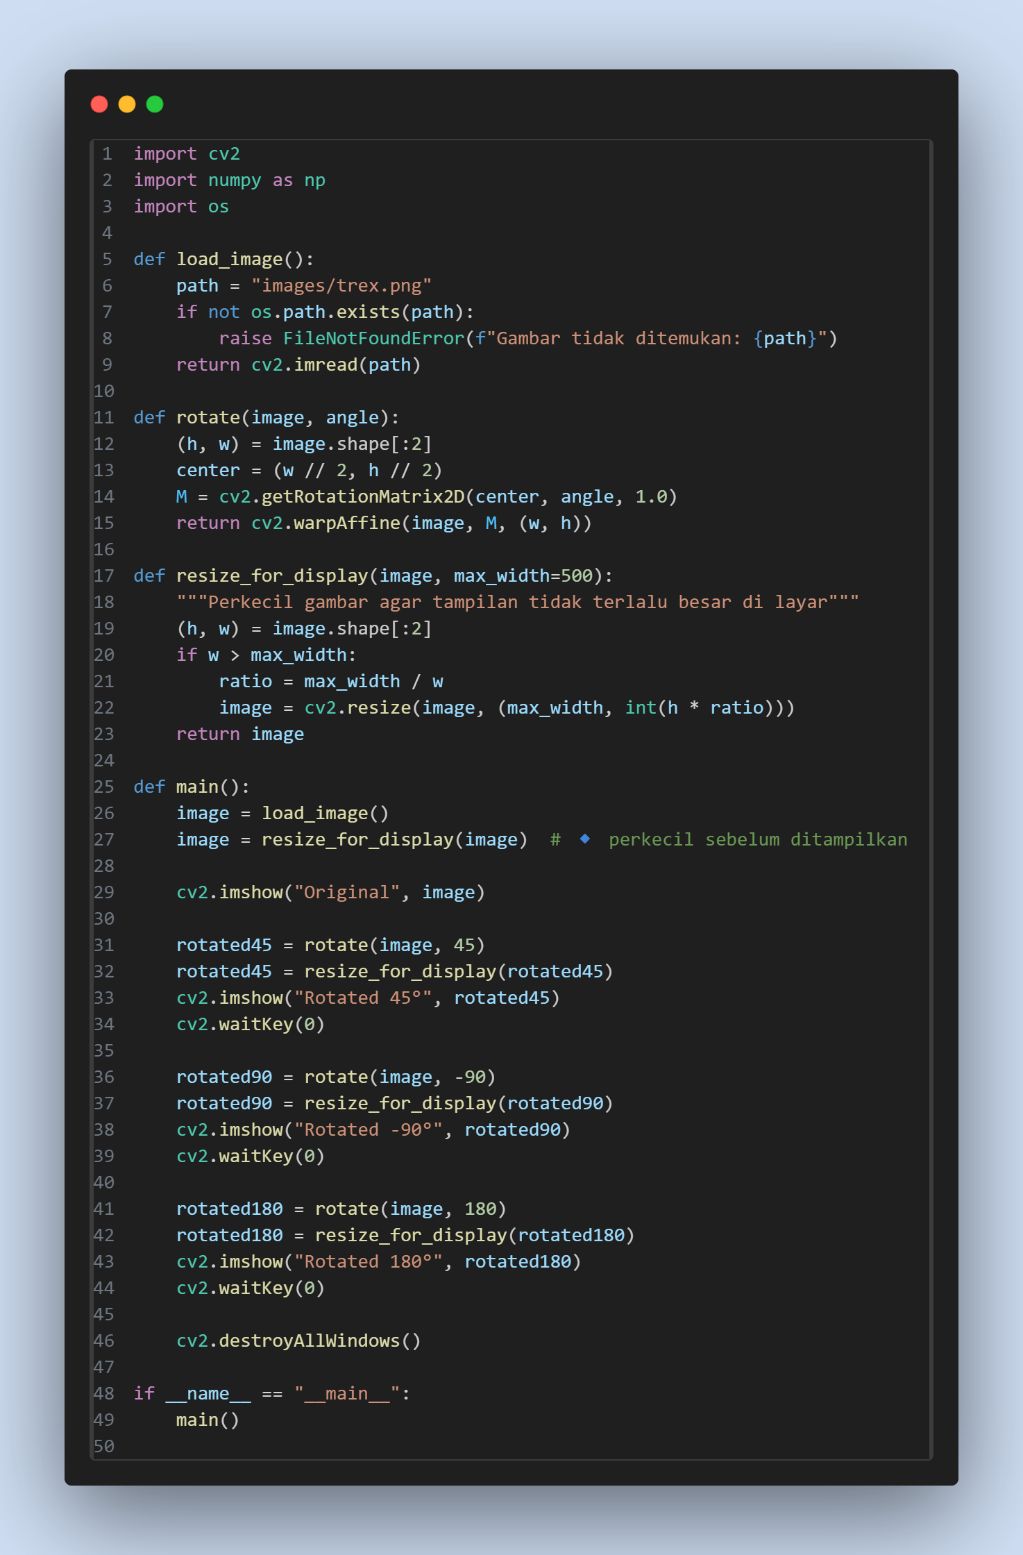 1 import cv2
2 import numpy as np
3 import os
4
5 def load_image():
6     path = "images/trex.png"
7     if not os.path.exists(path):
8         raise FileNotFoundError(f"Gambar tidak ditemukan: {path}")
9     return cv2.imread(path)
10
11 def rotate(image, angle):
12     (h, w) = image.shape[:2]
13     center = (w // 2, h // 2)
14     M = cv2.getRotationMatrix2D(center, angle, 1.0)
15     return cv2.warpAffine(image, M, (w, h))
16
17 def resize_for_display(image, max_width=500):
18     """Perkecil gambar agar tampilan tidak terlalu besar di layar"""
19     (h, w) = image.shape[:2]
20     if w > max_width:
21         ratio = max_width / w
22         image = cv2.resize(image, (max_width, int(h * ratio)))
23     return image
24
25 def main():
26     image = load_image()
27     image = resize_for_display(image)  # 🔹 perkecil sebelum ditampilkan
28
29     cv2.imshow("Original", image)
30
31     rotated45 = rotate(image, 45)
32     rotated45 = resize_for_display(rotated45)
33     cv2.imshow("Rotated 45°", rotated45)
34     cv2.waitKey(0)
35
36     rotated90 = rotate(image, -90)
37     rotated90 = resize_for_display(rotated90)
38     cv2.imshow("Rotated -90°", rotated90)
39     cv2.waitKey(0)
40
41     rotated180 = rotate(image, 180)
42     rotated180 = resize_for_display(rotated180)
43     cv2.imshow("Rotated 180°", rotated180)
44     cv2.waitKey(0)
45
46     cv2.destroyAllWindows()
47
48 if __name__ == "__main__":
49     main()
50